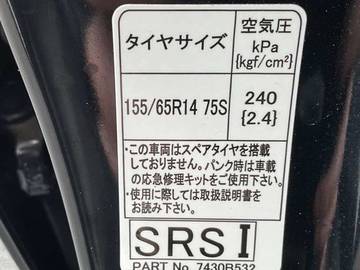 タイヤサイズ
空気圧
kPa
{kgf/cm²}
155/65R14 75S
240
{2.4}
・この車両はスペアタイヤを搭載
しておりません。パンク時は車載
の応急修理キットをご使用下さい。
・使用に際しては取扱説明書を
お読み下さい。
SRS I
PART No. 7430R532